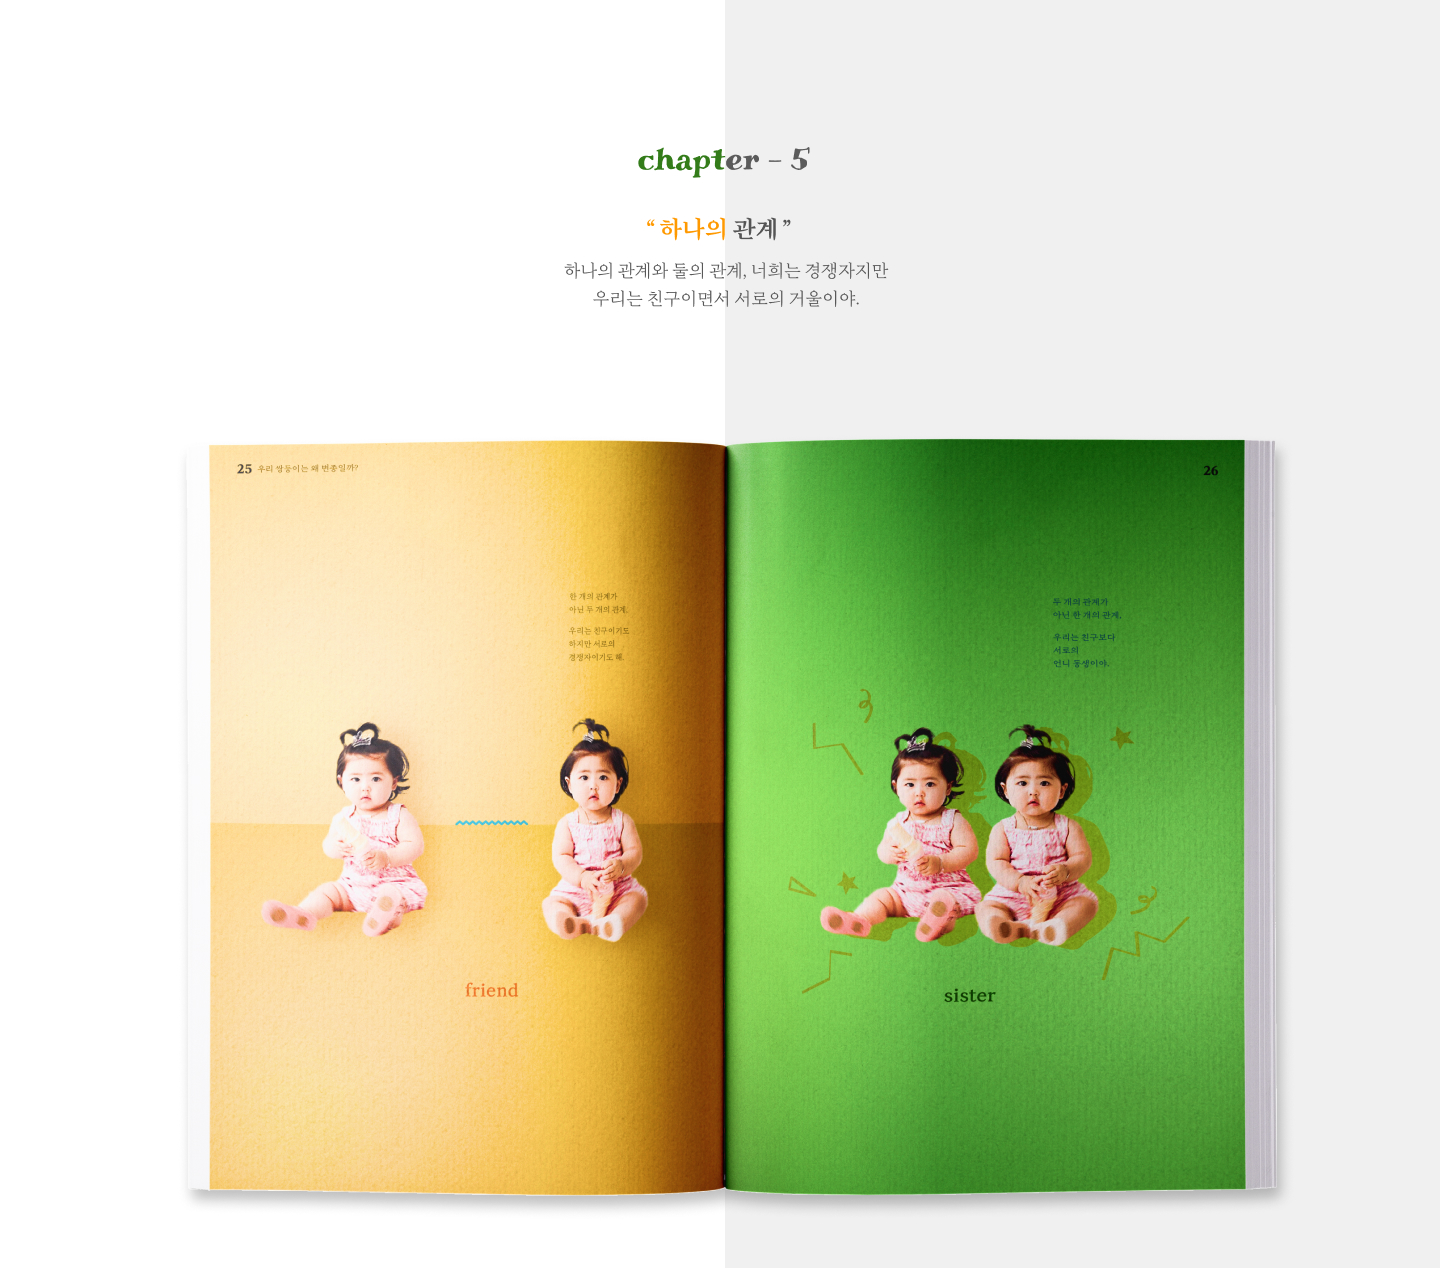 chapter - 5
“ 하나의 관계 ”
하나의 관계와 둘의 관계, 너희는 경쟁자지만
우리는 친구이면서 서로의 거울이야.
25 우리 쌍둥이는 왜 변종일까?
한 개의 관계가
아닌 두 개의 관계,
우리는 친구이기도
하지만 서로의
경쟁자이기도 해.
friend
26
두 개의 관계가
아닌 한 개의 관계,
우리는 친구보다
서로의
언니 동생이야.
sister